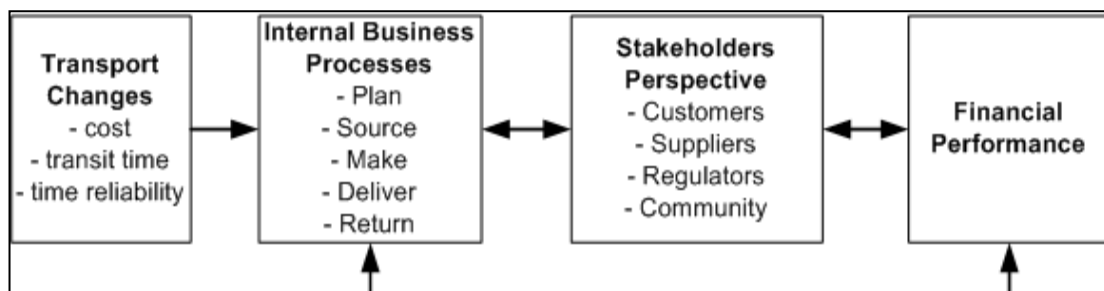 Transport
Changes
- cost
- transit time
- time reliability
Internal Business
Processes
- Plan
- Source
- Make
- Deliver
- Return
Stakeholders
Perspective
- Customers
- Suppliers
- Regulators
- Community
Financial
Performance